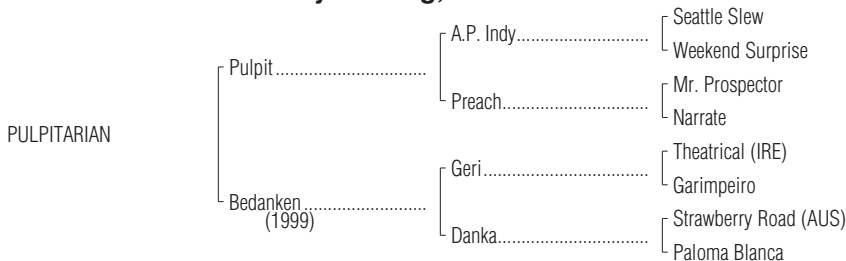 Seattle Slew
A.P. Indy
Weekend Surprise
Pulpit
Mr. Prospector
Preach
Narrate
PULPITARIAN
Theatrical (IRE)
Geri
Garimpeiro
Bedanken
(1999)
Strawberry Road (AUS)
Danka
Paloma Blanca